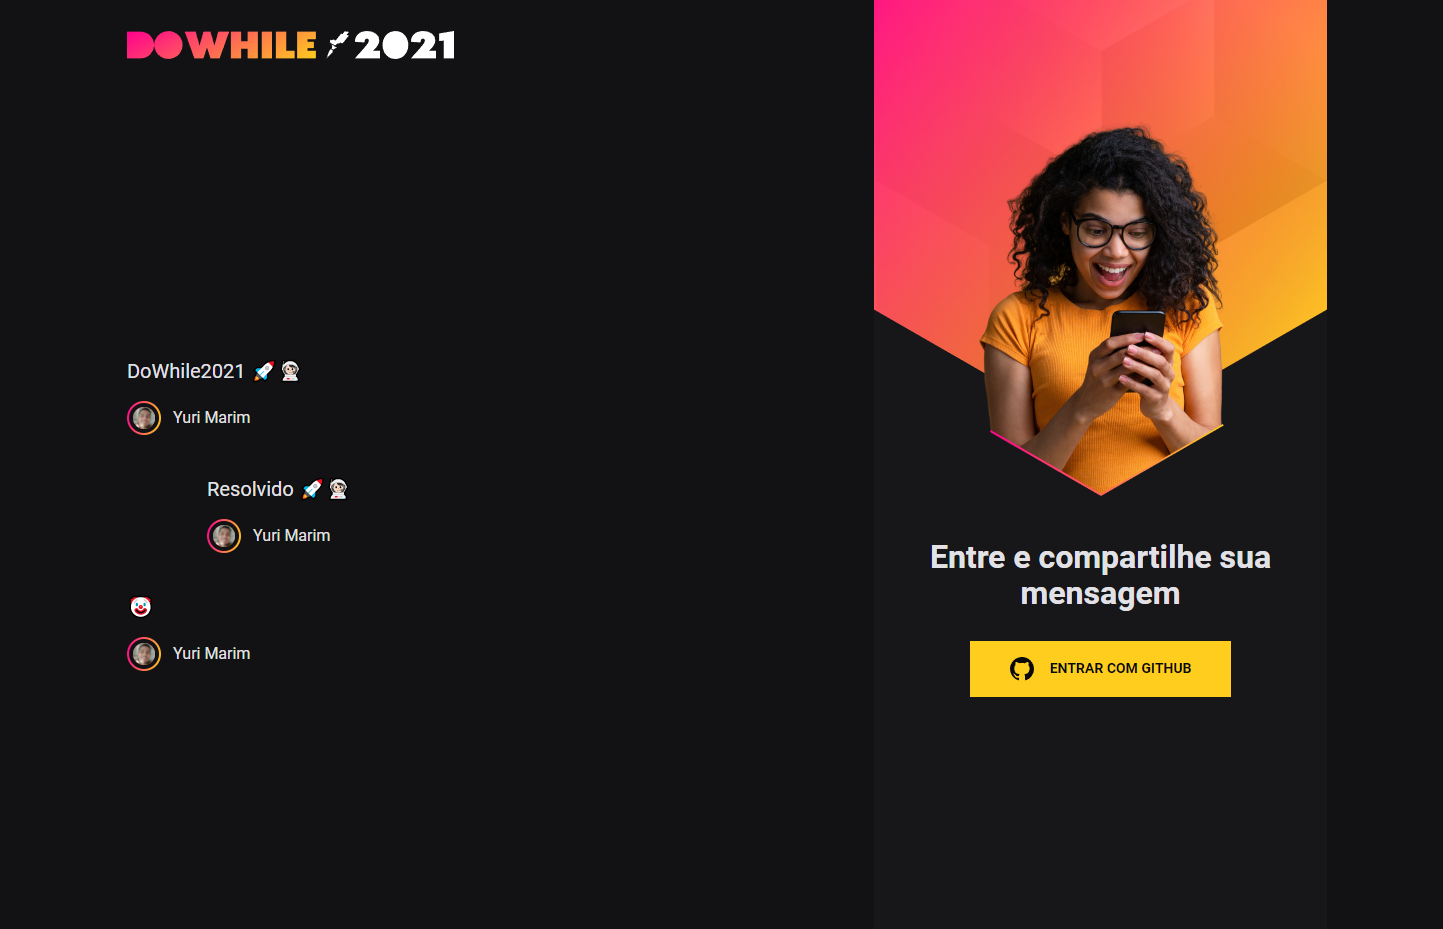 DOWHILE 2021
DoWhile2021 🚀 👩🏻‍🚀
Yuri Marim
Resolvido 🚀 👩🏻‍🚀
Yuri Marim
🤡
Yuri Marim
Entre e compartilhe sua
mensagem
ENTRAR COM GITHUB